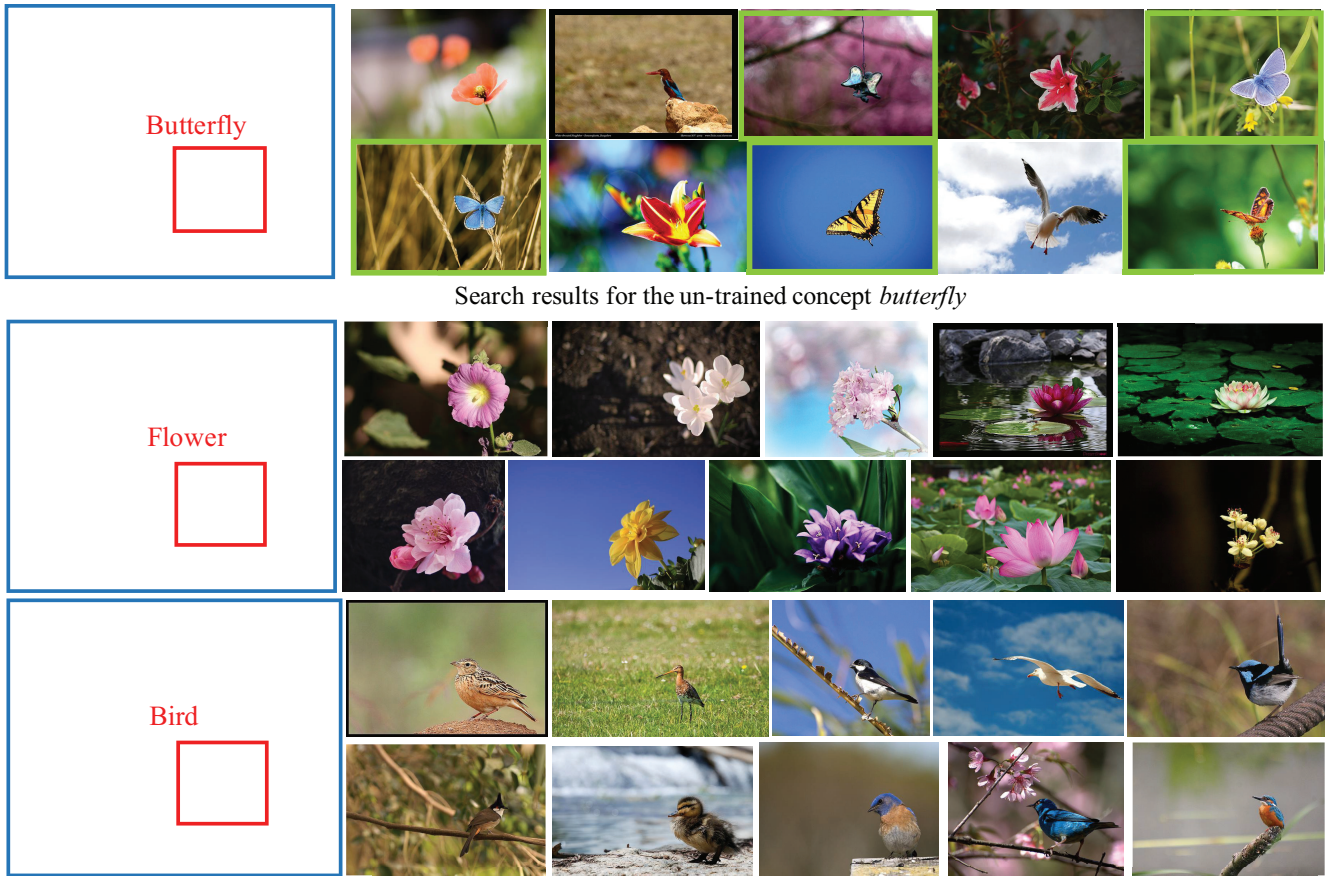 Butterfly
Search results for the un-trained concept butterfly
Flower
Bird